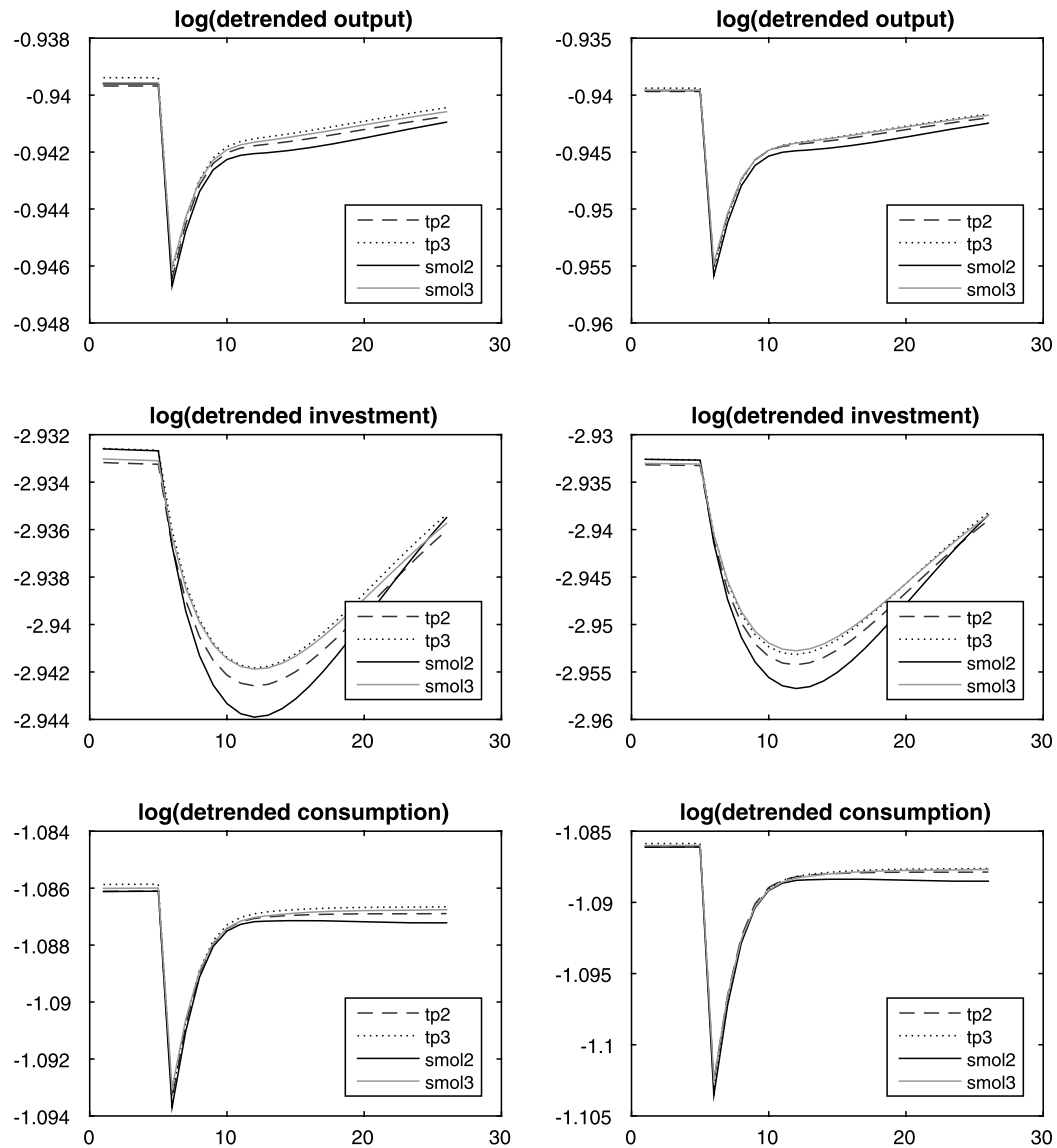 log(detrended output)
-0.938
-0.94
-0.942
-0.944
-0.946
-0.948
0 10 20 30
tp2
tp3
smol2
smol3
log(detrended output)
-0.935
-0.94
-0.945
-0.95
-0.955
-0.96
0 10 20 30
tp2
tp3
smol2
smol3
log(detrended investment)
-2.932
-2.934
-2.936
-2.938
-2.94
-2.942
-2.944
0 10 20 30
tp2
tp3
smol2
smol3
log(detrended investment)
-2.93
-2.935
-2.94
-2.945
-2.95
-2.955
-2.96
0 10 20 30
tp2
tp3
smol2
smol3
log(detrended consumption)
-1.084
-1.086
-1.088
-1.09
-1.092
-1.094
0 10 20 30
tp2
tp3
smol2
smol3
log(detrended consumption)
-1.085
-1.09
-1.095
-1.1
-1.105
0 10 20 30
tp2
tp3
smol2
smol3